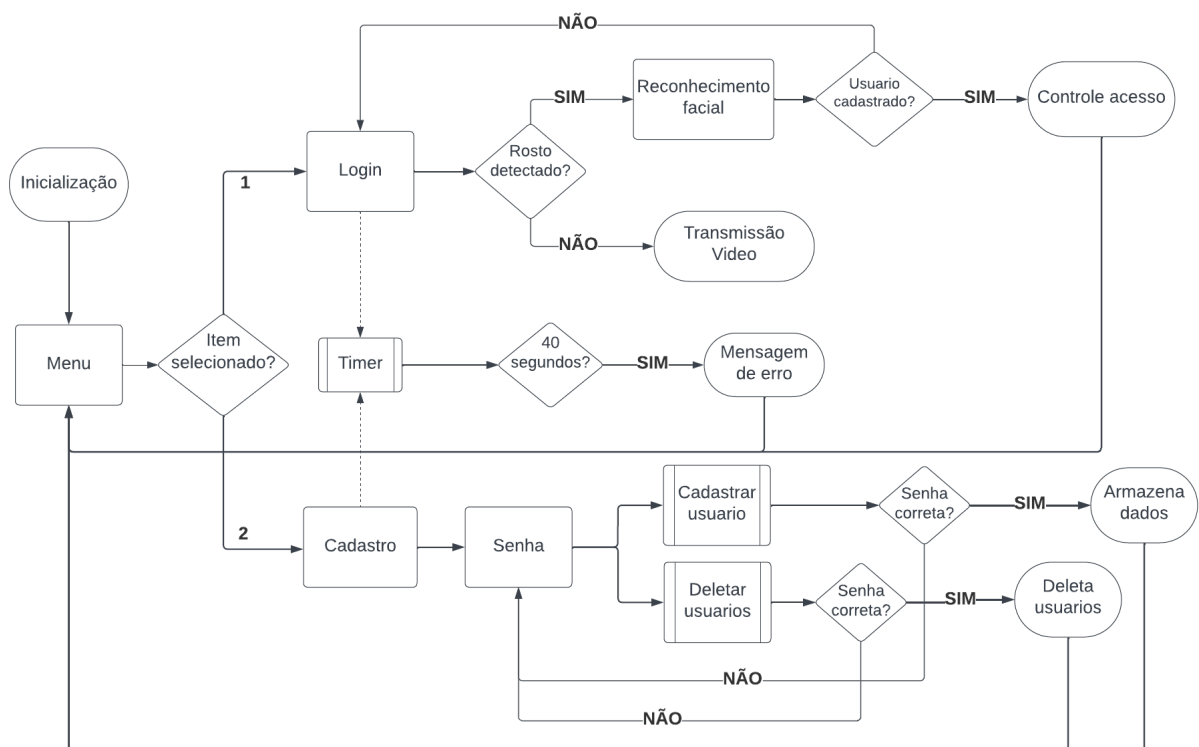 NÃO
Reconhecimento
facial
Usuario
cadastrado?
SIM
Controle acesso
SIM
Rosto
detectado?
Login
1
Inicialização
NÃO
Transmissão
Video
Item
selecionado?
Menu
Timer
40
segundos?
SIM
Mensagem
de erro
2
Cadastro
Senha
Cadastrar
usuario
Senha
correta?
SIM
Armazena
dados
Deletar
usuarios
Senha
correta?
SIM
Deleta
usuarios
NÃO
NÃO